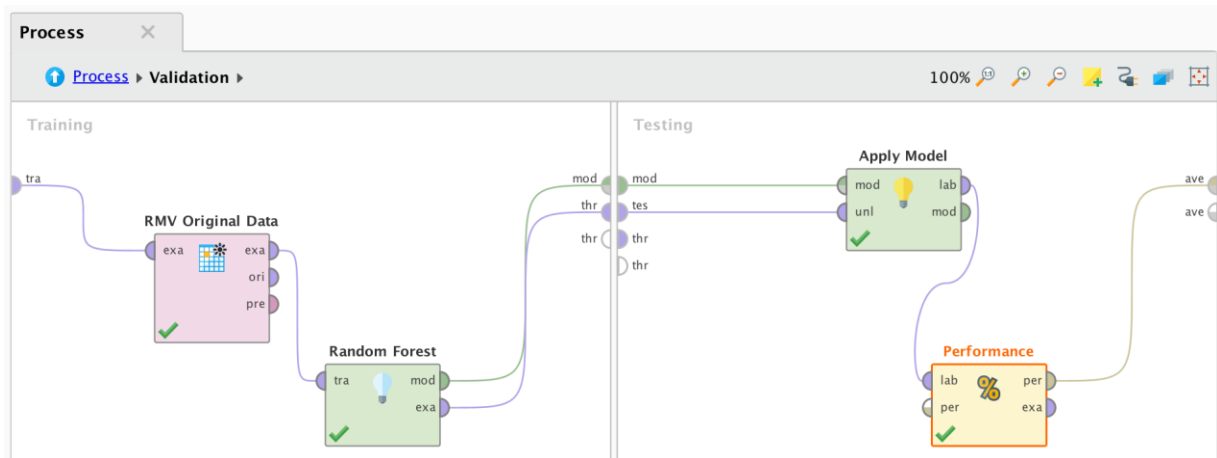 Process
Process ▸ Validation ▸
100%
Training
tra
RMV Original Data
exa exa
ori
pre
Random Forest
tra mod
exa
mod
thr
thr
Testing
mod
tes
thr
thr
Apply Model
mod lab
unl mod
Performance
lab % per
per exa
ave
ave